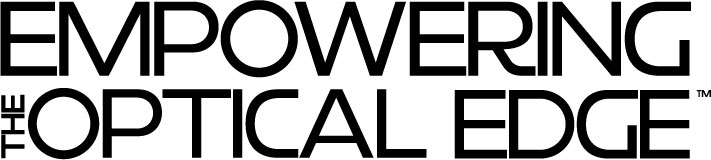 EMPOWERING
THE OPTICAL EDGE™